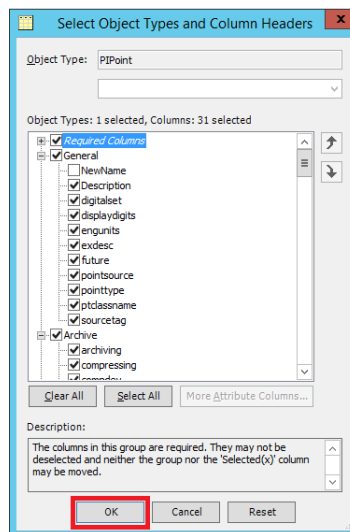 Select Object Types and Column Headers
x
Object Type: PIPoint
Object Types: 1 selected, Columns: 31 selected
Required Columns
General
NewName
Description
digitalset
displaydigits
engunits
exdesc
future
pointsource
pointtype
ptclassname
sourcetag
Archive
archiving
compressing
compdev
Clear All Select All More Attribute Columns...
Description:
The columns in this group are required. They may not be
deselected and neither the group nor the 'Selected(x)' column
may be moved.
OK Cancel Reset